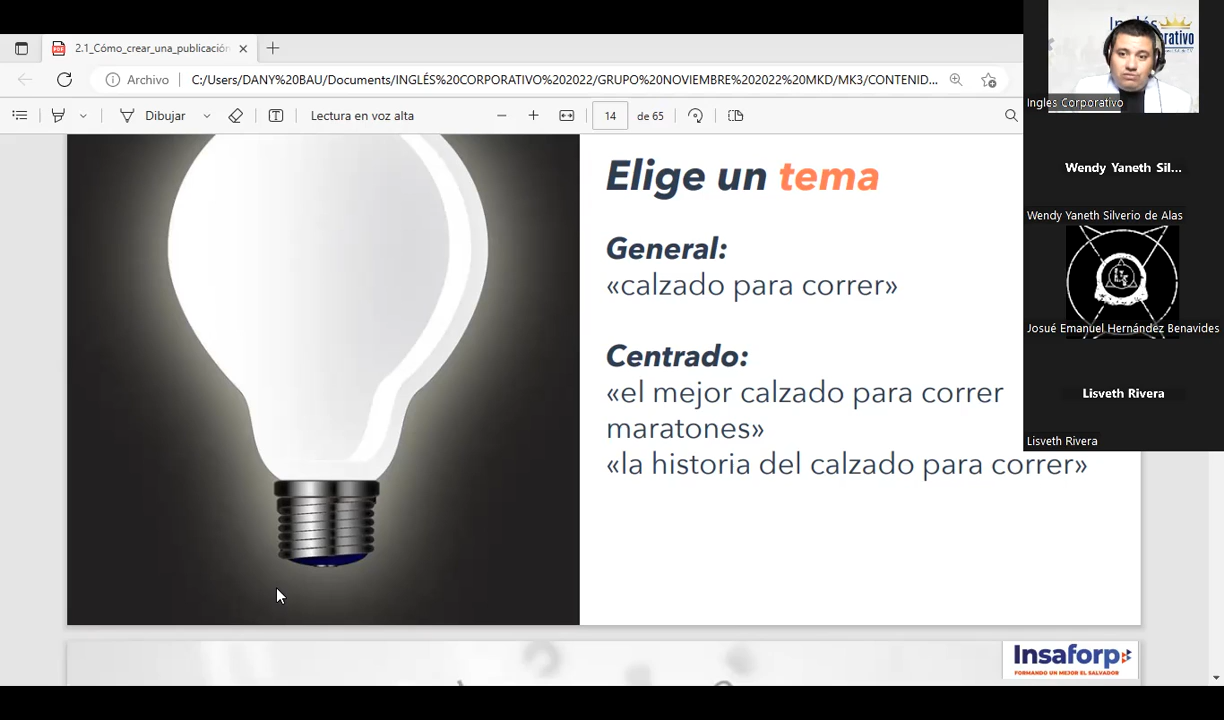 2.1_Cómo_crear_una_publicación
Archivo
C:/Users/DANY%20BAU/Documents/INGLÉS%20CORPORATIVO%202022/GRUPO%20NOVIEMBRE%202022%20MKD/MK3/CONTENID...
Dibujar
Lectura en voz alta
14
de 65
Elige un tema
General:
«calzado para correr»
Centrado:
«el mejor calzado para correr
maratones»
«la historia del calzado para correr»
Insaforp
FORMANDO UN MEJOR EL SALVADOR
Inglés Corporativo
Wendy Yaneth Sil...
Wendy Yaneth Silverio de Alas
Josué Emanuel Hernández Benavides
Lisveth Rivera
Lisveth Rivera